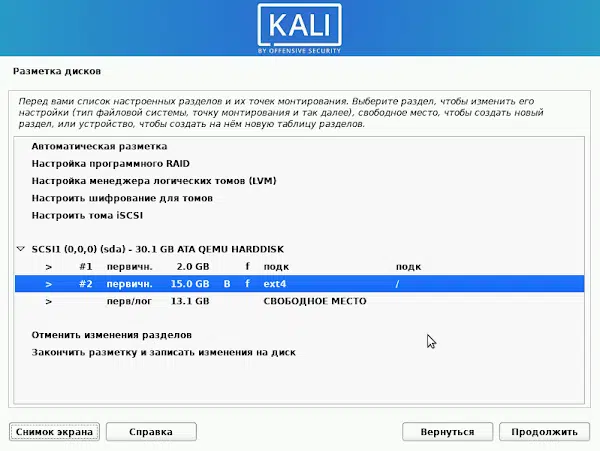 KALI
BY OFFENSIVE SECURITY
Разметка дисков
Перед вами список настроенных разделов и их точек монтирования. Выберите раздел, чтобы изменить его
настройки (тип файловой системы, точку монтирования и так далее), свободное место, чтобы создать новый
раздел, или устройство, чтобы создать на нём новую таблицу разделов.
Автоматическая разметка
Настройка программного RAID
Настройка менеджера логических томов (LVM)
Настроить шифрование для томов
Настроить тома iSCSI
SCSI1 (0,0,0) (sda) - 30.1 GB ATA QEMU HARDDISK
> #1 первичн. 2.0 GB f подк подк
> #2 первичн. 15.0 GB B f ext4 /
> перв/лог 13.1 GB СВОБОДНОЕ МЕСТО
Отменить изменения разделов
Закончить разметку и записать изменения на диск
Снимок экрана Справка Вернуться Продолжить